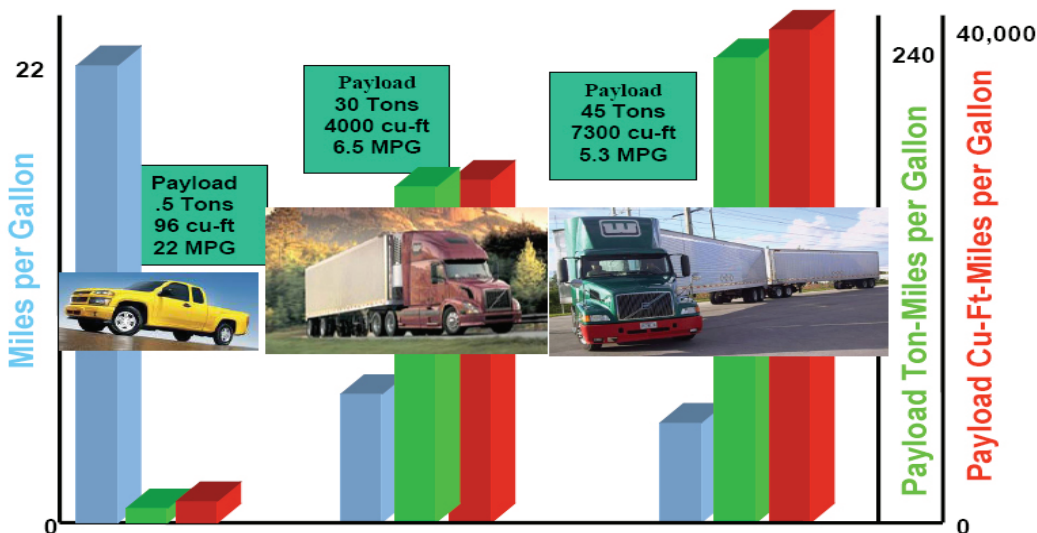 22
Miles per Gallon
0
Payload
.5 Tons
96 cu-ft
22 MPG
Payload
30 Tons
4000 cu-ft
6.5 MPG
Payload
45 Tons
7300 cu-ft
5.3 MPG
240
Payload Ton-Miles per Gallon
40,000
Payload Cu-Ft-Miles per Gallon
0